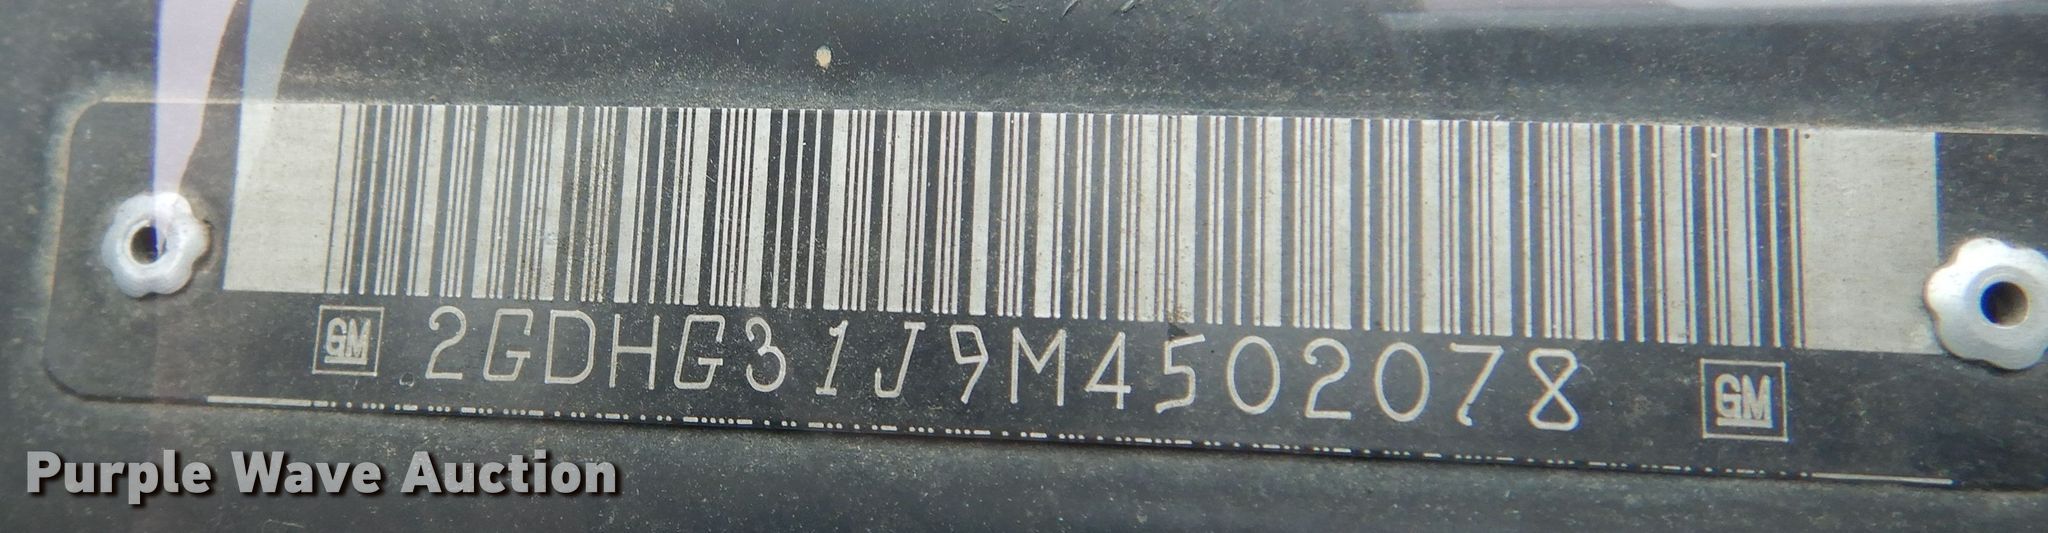 GM 2GDHG31J9M4502078 GM
Purple Wave Auction